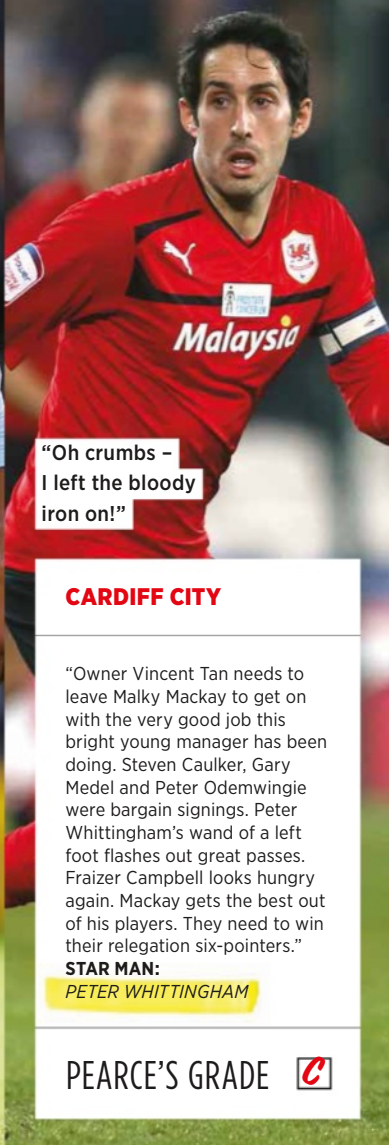 PROSTATE
CANCER UK
Malaysia
“Oh crumbs –
I left the bloody
iron on!”
CARDIFF CITY
“Owner Vincent Tan needs to
leave Malky Mackay to get on
with the very good job this
bright young manager has been
doing. Steven Caulker, Gary
Medel and Peter Odemwingie
were bargain signings. Peter
Whittingham’s wand of a left
foot flashes out great passes.
Fraizer Campbell looks hungry
again. Mackay gets the best out
of his players. They need to win
their relegation six-pointers.”
STAR MAN:
PETER WHITTINGHAM
PEARCE’S GRADE C